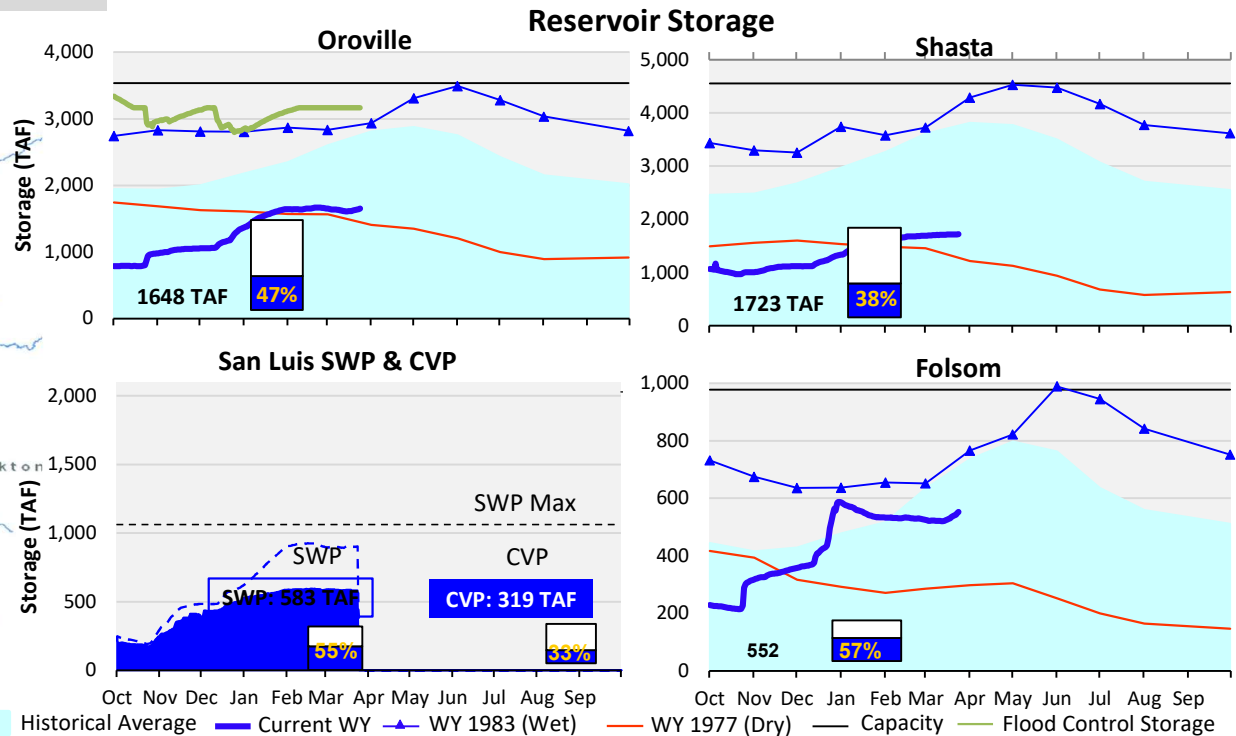 Reservoir Storage
Oroville
4,000
3,000
2,000
1,000
0
Storage (TAF)
1648 TAF
47%
Shasta
5,000
4,000
3,000
2,000
1,000
0
1723 TAF
38%
San Luis SWP & CVP
2,000
1,500
1,000
500
0
Storage (TAF)
SWP Max
SWP
CVP
SWP: 583 TAF
CVP: 319 TAF
55%
33%
Oct Nov Dec Jan Feb Mar Apr May Jun Jul Aug Sep
Folsom
1,000
800
600
400
200
0
552
57%
Oct Nov Dec Jan Feb Mar Apr May Jun Jul Aug Sep
kton
Historical Average Current WY WY 1983 (Wet) WY 1977 (Dry) Capacity Flood Control Storage